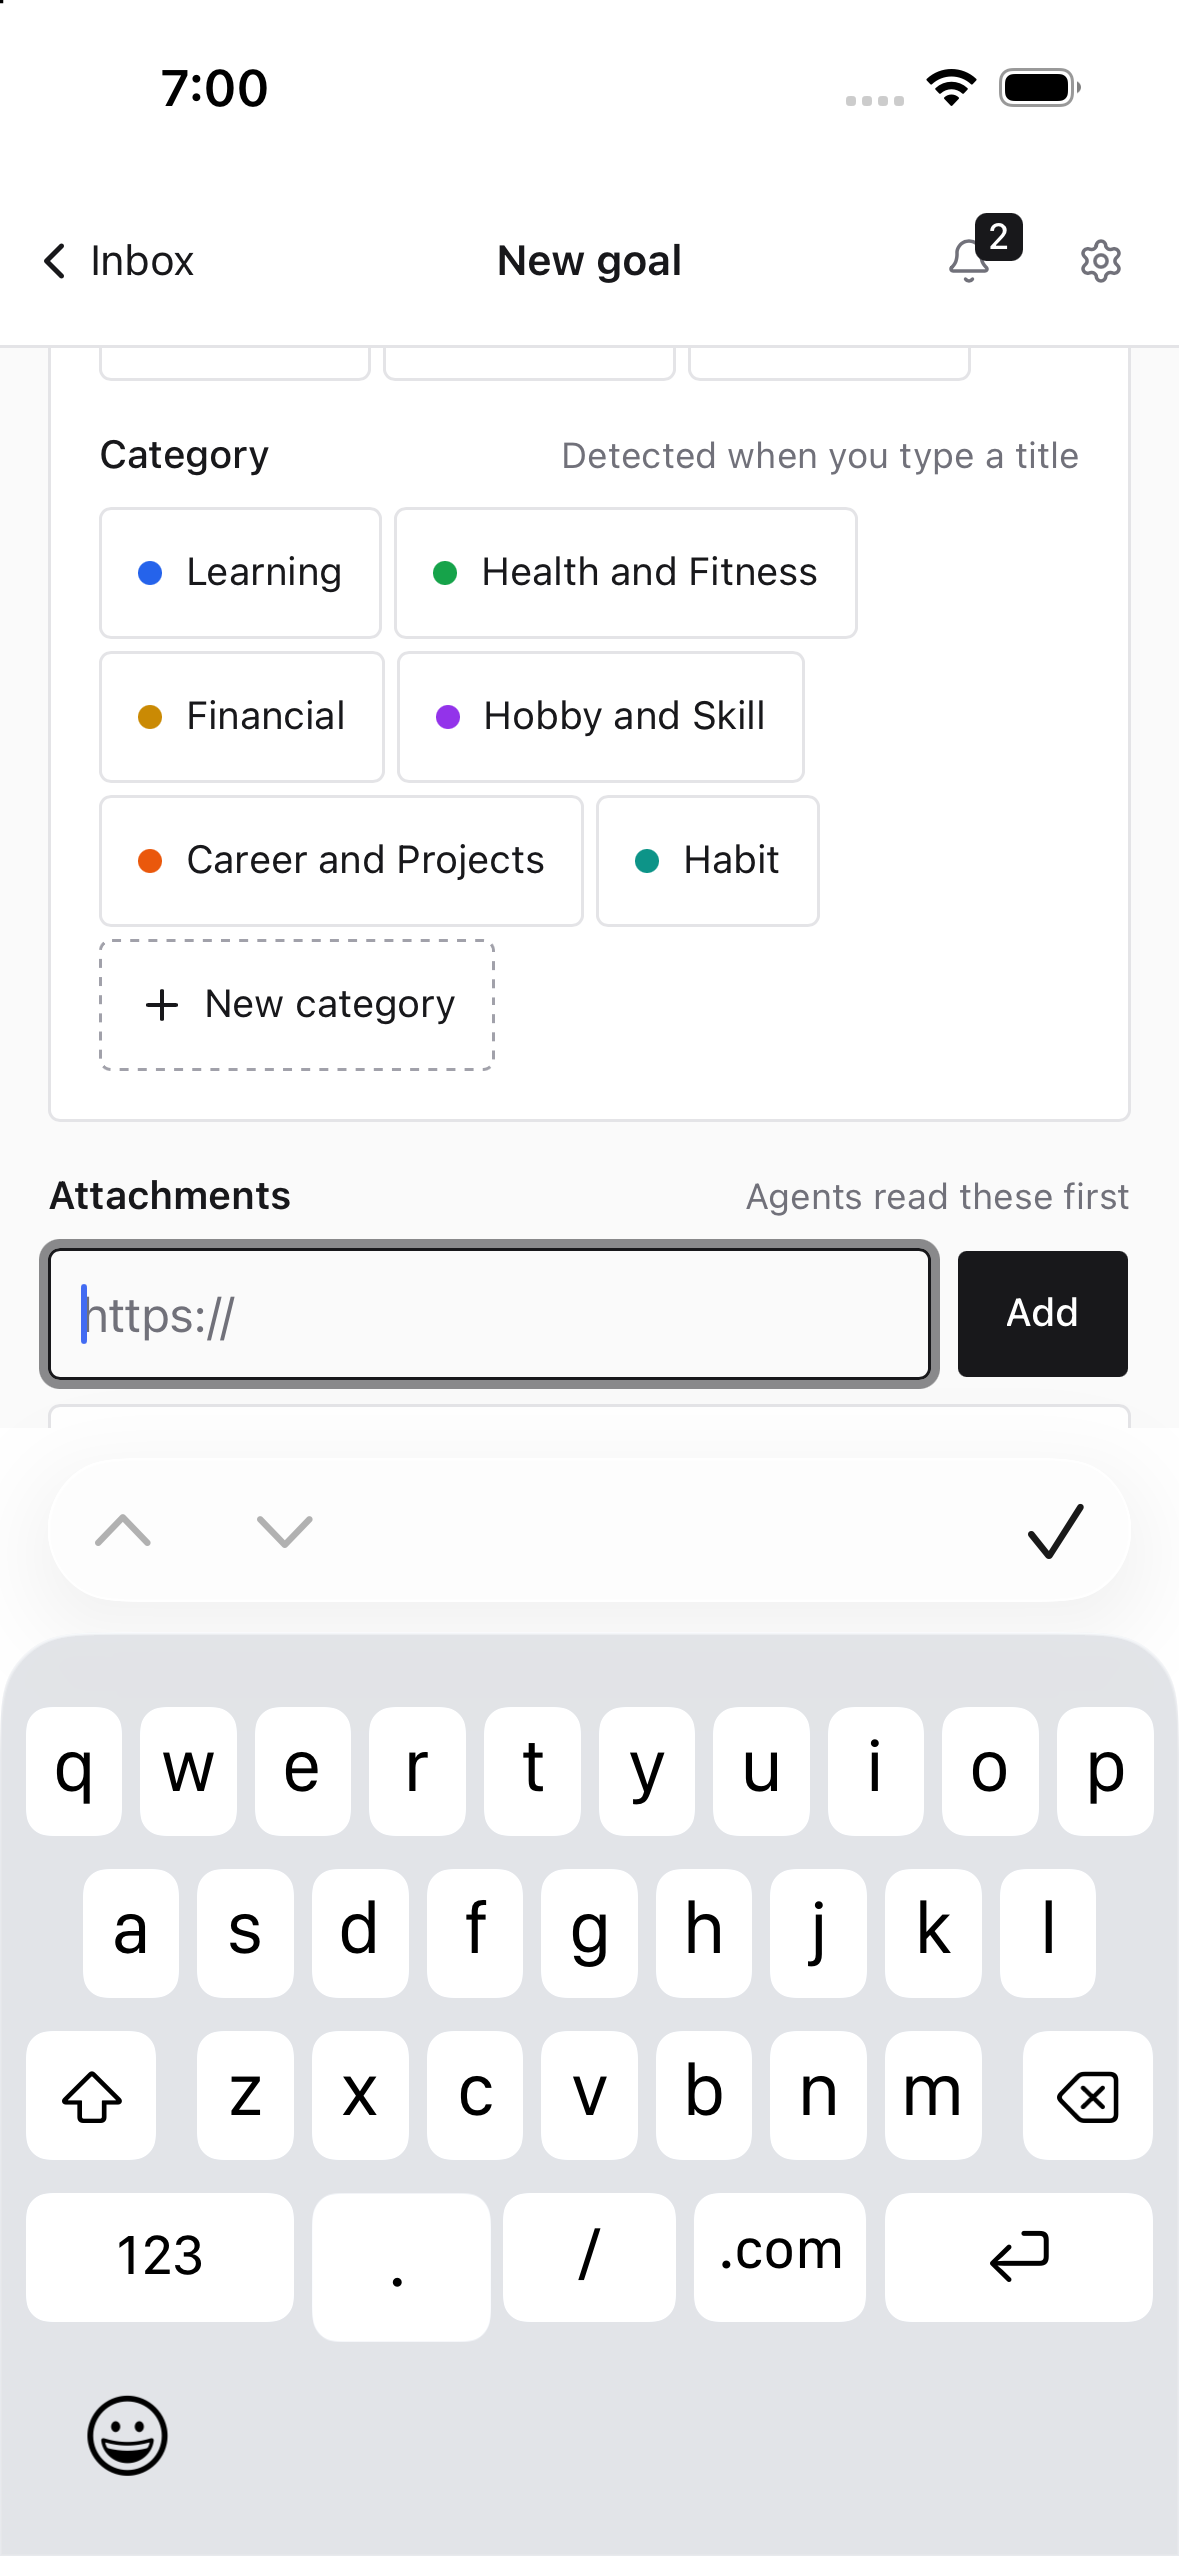 7:00
Inbox
New goal
2
Category
Detected when you type a title
Learning
Health and Fitness
Financial
Hobby and Skill
Career and Projects
Habit
+ New category
Attachments
Agents read these first
https://
Add
q w e r t y u i o p
a s d f g h j k l
z x c v b n m
123 . / .com